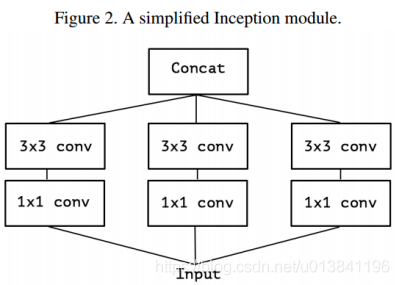 Figure 2. A simplified Inception module.
Concat
3x3 conv 3x3 conv 3x3 conv
1x1 conv 1x1 conv 1x1 conv
Input
https://blog.csdn.net/u013841196